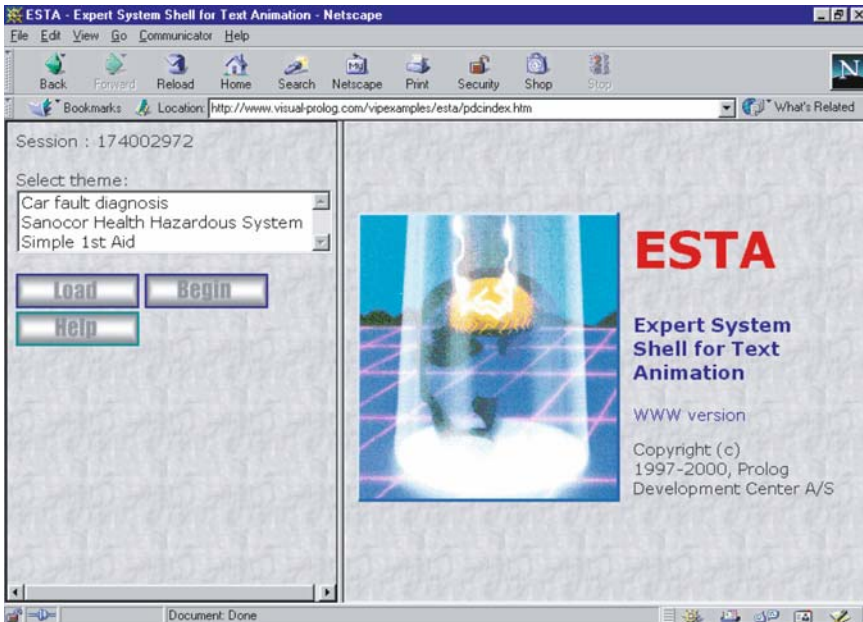 ESTA - Expert System Shell for Text Animation - Netscape
File Edit View Go Communicator Help
Back Forward Reload Home Search Netscape Print Security Shop Stop
Bookmarks Location: http://www.visual-prolog.com/vipexamples/esta/pdcindex.htm What's Related
Session : 174002972
Select theme:
Car fault diagnosis
Sanocor Health Hazardous System
Simple 1st Aid
Load Begin
Help
ESTA
Expert System
Shell for Text
Animation
WWW version
Copyright (c)
1997-2000, Prolog
Development Center A/S
Document: Done